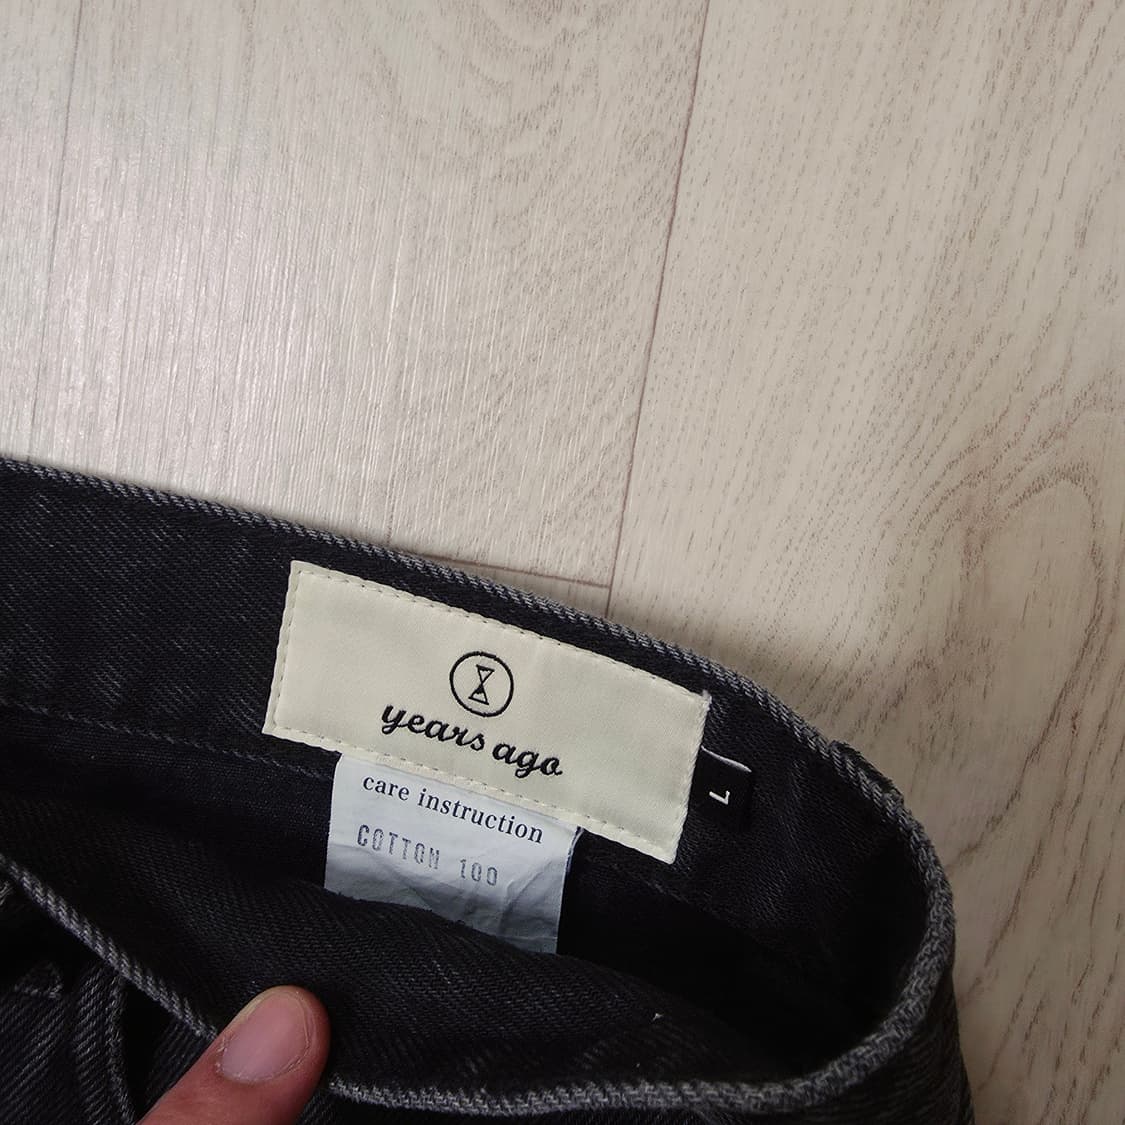 years ago
L
care instruction
COTTON 100